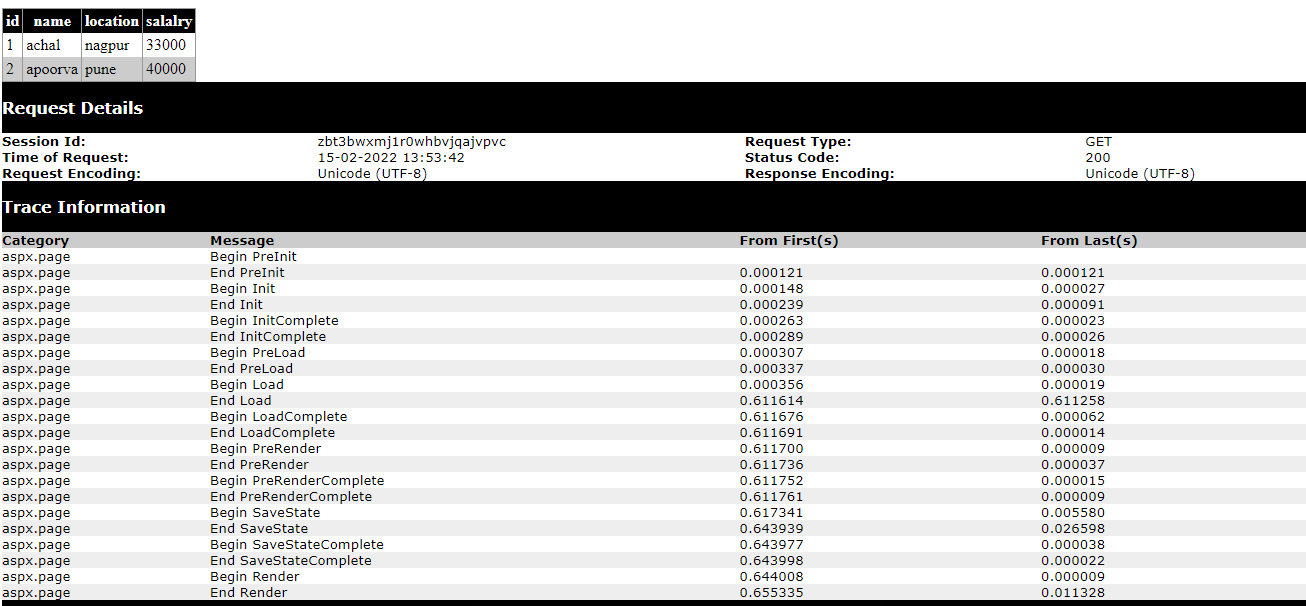 id name location salalry
1 achal nagpur 33000
2 apoorva pune 40000
Request Details
Session Id: zbt3bwxmj1r0whbvjqajvpvc Request Type: GET
Time of Request: 15-02-2022 13:53:42 Status Code: 200
Request Encoding: Unicode (UTF-8) Response Encoding: Unicode (UTF-8)
Trace Information
Category Message From First(s) From Last(s)
aspx.page Begin PreInit
aspx.page End PreInit 0.000121 0.000121
aspx.page Begin Init 0.000148 0.000027
aspx.page End Init 0.000239 0.000091
aspx.page Begin InitComplete 0.000263 0.000023
aspx.page End InitComplete 0.000289 0.000026
aspx.page Begin PreLoad 0.000307 0.000018
aspx.page End PreLoad 0.000337 0.000030
aspx.page Begin Load 0.000356 0.000019
aspx.page End Load 0.611614 0.611258
aspx.page Begin LoadComplete 0.611676 0.000062
aspx.page End LoadComplete 0.611691 0.000014
aspx.page Begin PreRender 0.611700 0.000009
aspx.page End PreRender 0.611736 0.000037
aspx.page Begin PreRenderComplete 0.611752 0.000015
aspx.page End PreRenderComplete 0.611761 0.000009
aspx.page Begin SaveState 0.617341 0.005580
aspx.page End SaveState 0.643939 0.026598
aspx.page Begin SaveStateComplete 0.643977 0.000038
aspx.page End SaveStateComplete 0.643998 0.000022
aspx.page Begin Render 0.644008 0.000009
aspx.page End Render 0.655335 0.011328